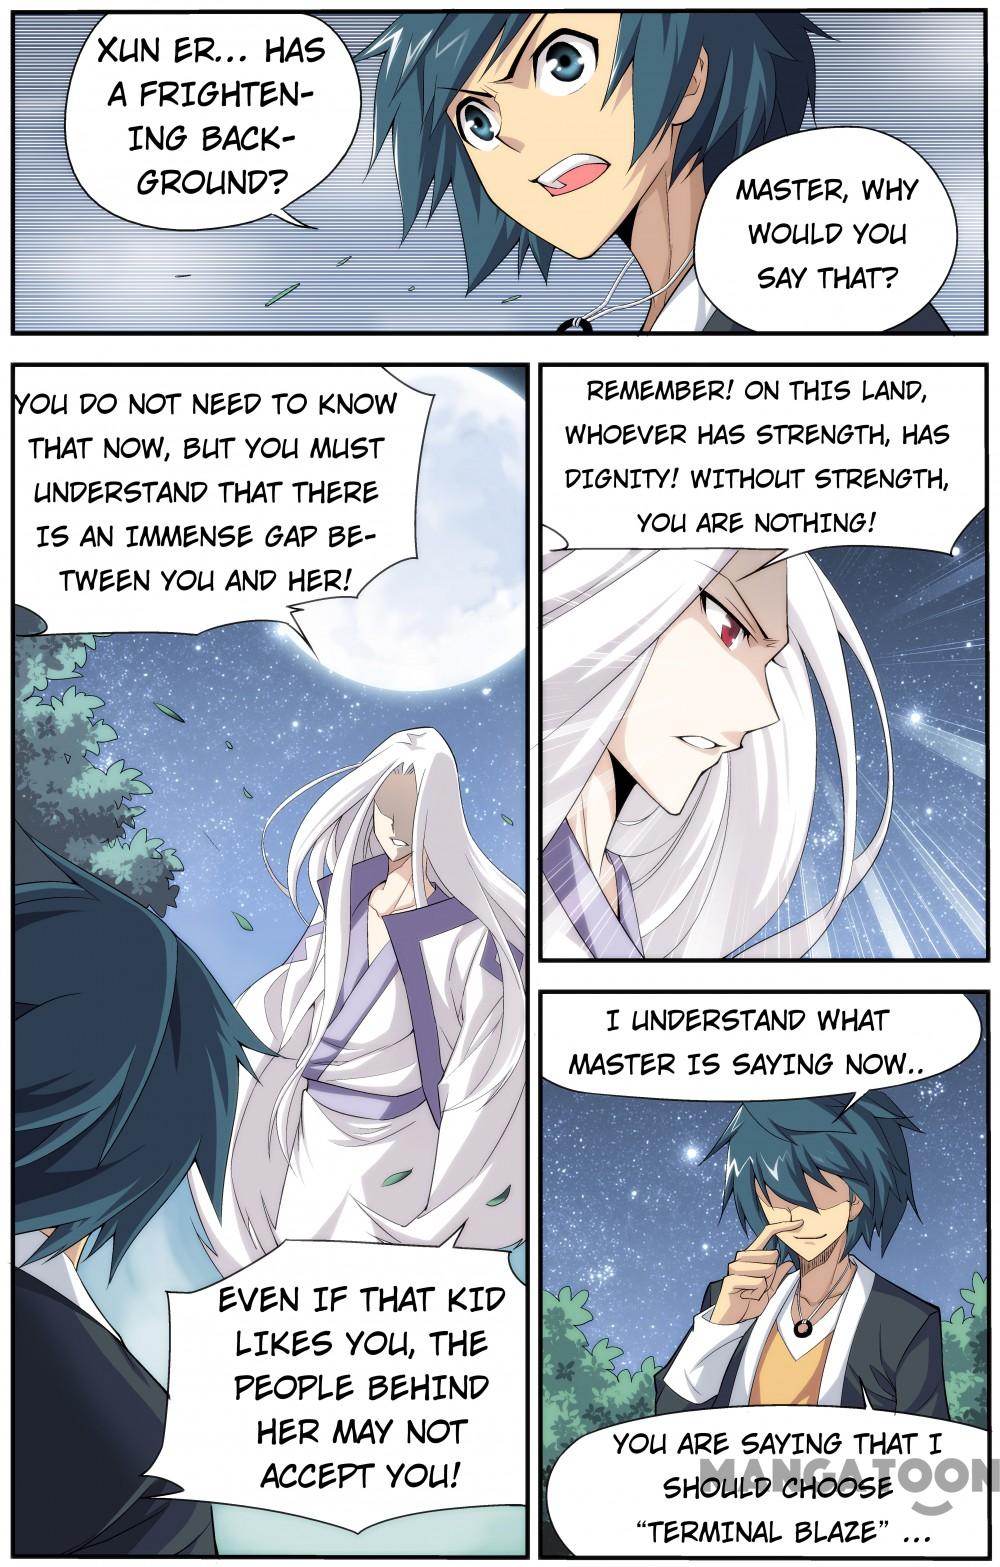 XUN ER... HAS
A FRIGHTEN-
ING BACK-
GROUND?
MASTER, WHY
WOULD YOU
SAY THAT?
YOU DO NOT NEED TO KNOW
THAT NOW, BUT YOU MUST
UNDERSTAND THAT THERE
IS AN IMMENSE GAP BE-
TWEEN YOU AND HER!
EVEN IF THAT KID
LIKES YOU, THE
PEOPLE BEHIND
HER MAY NOT
ACCEPT YOU!
REMEMBER! ON THIS LAND,
WHOEVER HAS STRENGTH, HAS
DIGNITY! WITHOUT STRENGTH,
YOU ARE NOTHING!
I UNDERSTAND WHAT
MASTER IS SAYING NOW..
YOU ARE SAYING THAT I
SHOULD CHOOSE
“TERMINAL BLAZE” ...
MANGATOON